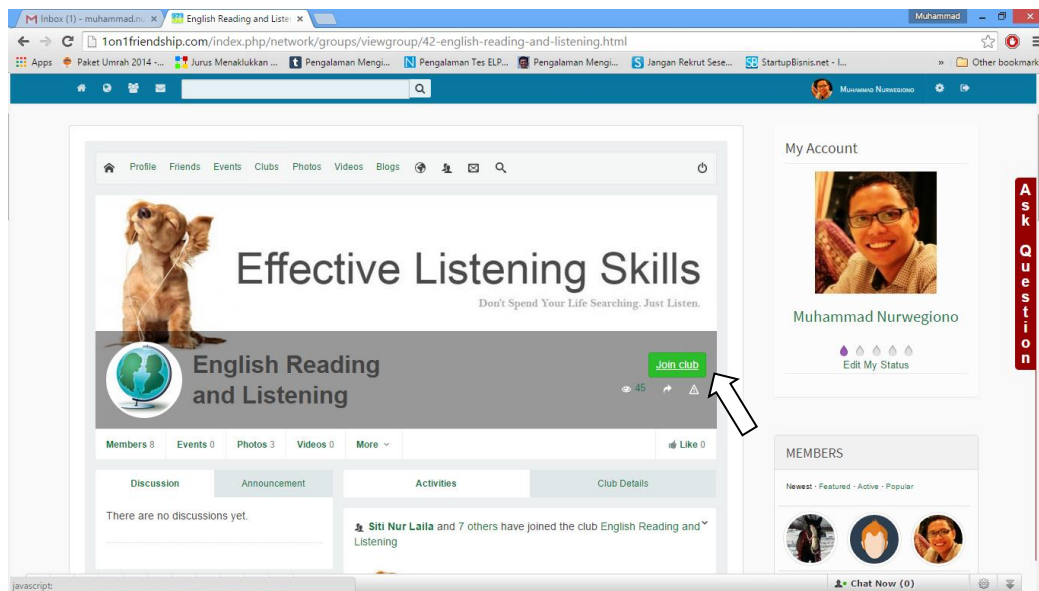 Inbox (1) - muhammad.nu
English Reading and Liste
Muhammad
1on1friendship.com/index.php/network/groups/viewgroup/42-english-reading-and-listening.html
Apps Paket Umrah 2014 -... Jurus Menaklukkan ... Pengalaman Mengi... Pengalaman Tes ELP... Pengalaman Mengi... Jangan Rekrut Sese... StartupBisnis.net - I... » Other bookmark
Muhammad Nurwegiono
Profile Friends Events Clubs Photos Videos Blogs
Effective Listening Skills
Don't Spend Your Life Searching. Just Listen.
English Reading
and Listening
Join club
45
Members 8 Events 0 Photos 3 Videos 0 More
Like 0
Discussion Announcement
There are no discussions yet.
Activities Club Details
Siti Nur Laila and 7 others have joined the club English Reading and
Listening
My Account
Muhammad Nurwegiono
Edit My Status
MEMBERS
Newest · Featured · Active · Popular
Ask Question
Chat Now (0)
javascript: